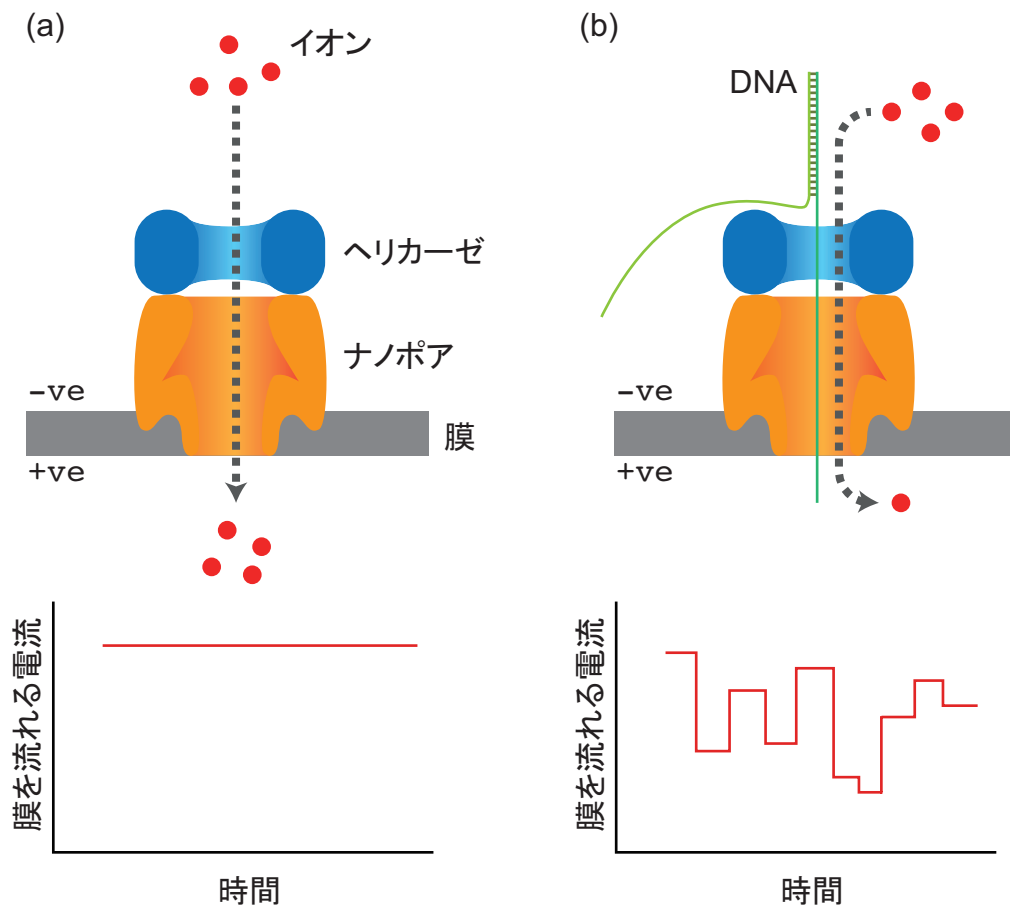 (a)
イオン
ヘリカーゼ
ナノポア
−ve
膜
+ve
膜を流れる電流
時間
(b)
DNA
−ve
+ve
膜を流れる電流
時間